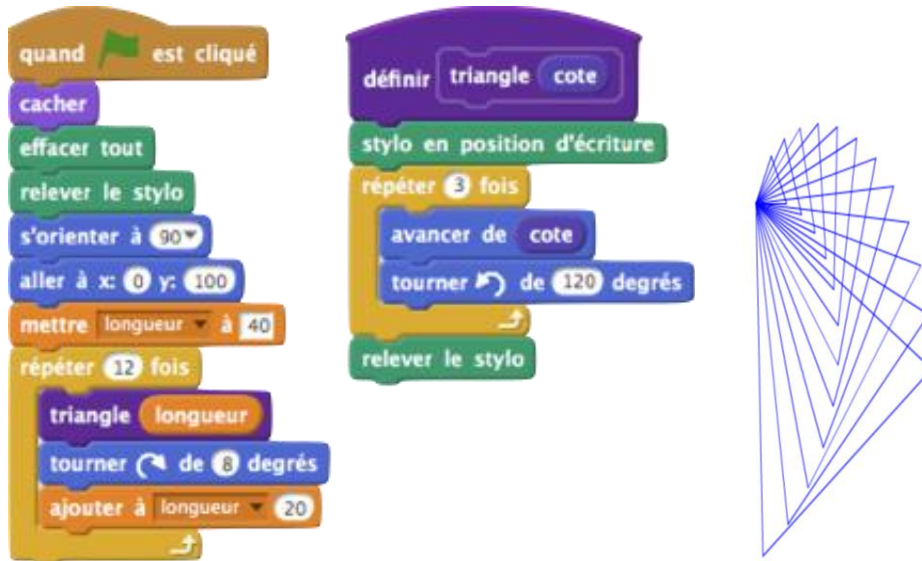 quand est cliqué
cacher
effacer tout
relever le stylo
s'orienter à 90
aller à x: 0 y: 100
mettre longueur à 40
répéter 12 fois
triangle longueur
tourner de 8 degrés
ajouter à longueur 20
définir triangle cote
stylo en position d'écriture
répéter 3 fois
avancer de cote
tourner de 120 degrés
relever le stylo